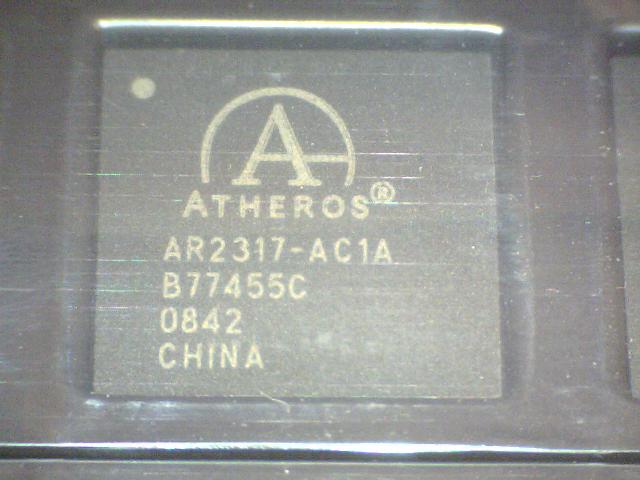 A
ATHEROS®
AR2317-AC1A
B77455C
0842
CHINA